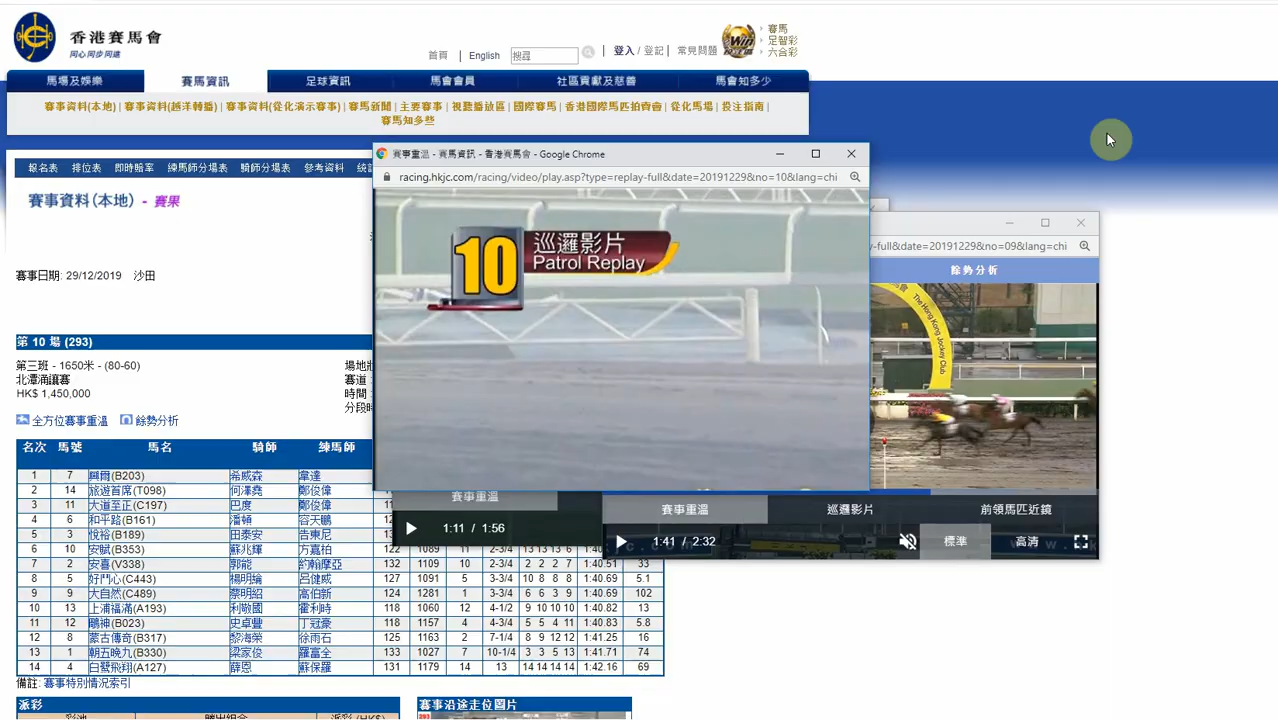 香港賽馬會
同心同步同進
首頁 | English 搜尋 | 登入 / 登記 | 常見問題
賽馬
足智彩
六合彩
馬場及娛樂 賽馬資訊 足球資訊 馬會會員 社區貢獻及慈善 馬會知多少
賽事資料(本地) | 賽事資料(越洋轉播) | 賽事資料(從化演示賽事) | 賽馬新聞 | 主要賽事 | 視聽播放區 | 國際賽馬 | 香港國際馬匹拍賣會 | 從化馬場 | 投注指南 |
賽馬知多些
報名表 排位表 即時賠率 練馬師分場表 騎師分場表 參考資料
賽事資料(本地) - 賽果
賽事日期: 29/12/2019 沙田
賽事重溫 - 賽馬資訊 - 香港賽馬會 - Google Chrome
racing.hkjc.com/racing/video/play.asp?type=replay-full&date=20191229&no=10&lang=chi
10 巡邏影片
Patrol Replay
y-full&date=20191229&no=09&lang=chi
餘勢分析
The Hong Kong Jockey Club
第 10 場 (293)
第三班 - 1650米 - (80-60)
北潭涌讓賽
HK$ 1,450,000
賽道 :
時間 :
全方位賽事重溫 餘勢分析
賽事重溫
1:11 / 1:56
賽事重溫 巡邏影片 前領馬匹近鏡
1:41 / 2:32 標準 高清
名次 馬號 馬名 騎師 練馬師
1 7 (B203) 希威森 韋達
2 14 旅遊首席(T098) 何澤堯 鄭俊偉
3 11 大道至正(C197) 巴度 鄭俊偉
4 6 和平路(B161) 潘頓 容天鵬
5 3 悅裕(B189) 田泰安 告東尼
6 10 安賦(B353) 蘇兆輝 方嘉柏 122 1089 11 2-3/4 13 13 13 6 1:40
7 2 安喜(V338) 郭能 約翰摩亞 132 1109 10 2-3/4 2 2 2 7 1:40.51 33
8 5 好鬥心(C443) 楊明綸 呂健威 127 1091 5 3-3/4 10 8 8 8 1:40.69 5.1
9 9 大自然(C489) 蔡明紹 高伯新 124 1281 1 3-3/4 6 6 3 9 1:40.69 102
10 13 上浦福滿(A193) 利敬國 霍利時 118 1060 12 4-1/2 9 10 10 10 1:40.82 13
11 12 (B023) 史卓豐 丁冠豪 118 1157 4 4-3/4 5 5 4 11 1:40.83 5.8
12 8 蒙古傳奇(B317) 黎海榮 徐雨石 125 1163 2 7-1/4 8 9 12 12 1:41.25 16
13 1 朝五晚九(B330) 梁家俊 羅富全 133 1027 7 10-1/4 3 3 5 13 1:41.71 74
14 4 白鷺飛翔(A127) 薛恩 蘇保羅 131 1179 14 13 14 14 14 14 1:42.16 69
備註: 賽事特別情況索引
派彩 賽事沿途走位圖片
彩池 勝出組合 派彩 (HK$)